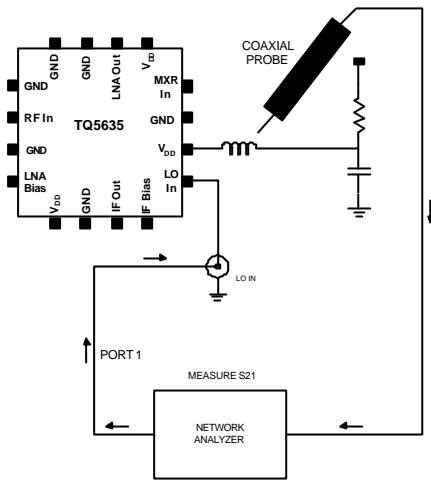 COAXIAL
PROBE
GND
GND
LNA Out
VDD
GND
MXR
In
RF In
TQ5635
GND
GND
VDD
LNA
Bias
LO
In
VDD
GND
IF Out
IF Bias
LO IN
PORT 1
MEASURE S21
NETWORK
ANALYZER